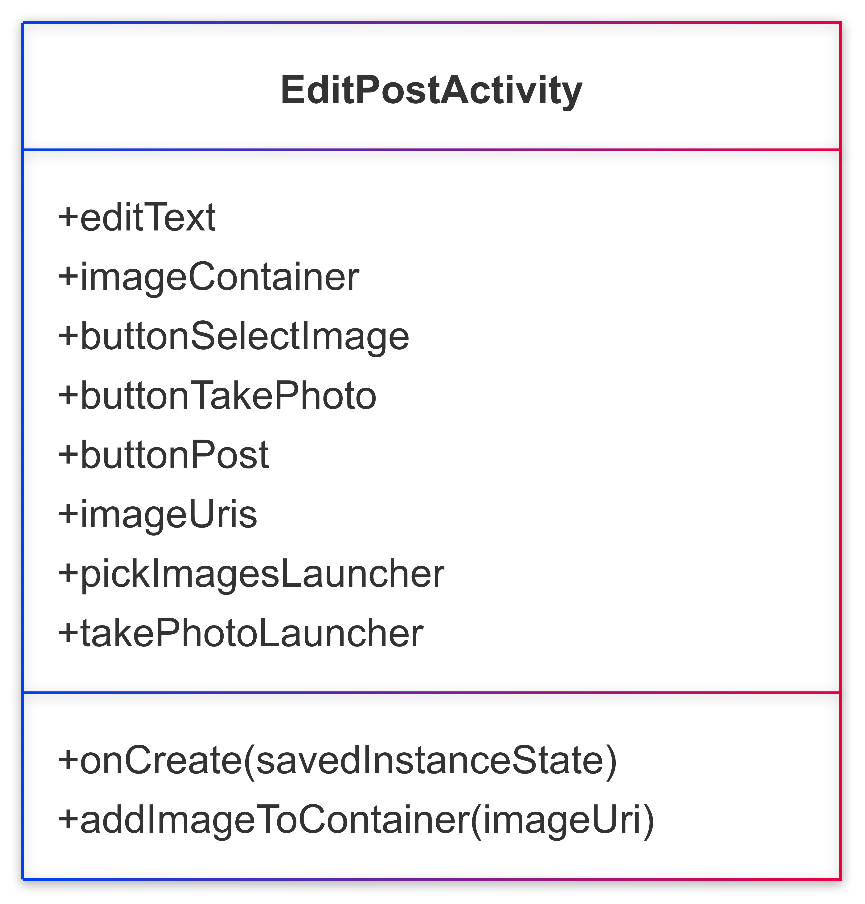 EditPostActivity
+editText
+imageContainer
+buttonSelectImage
+buttonTakePhoto
+buttonPost
+imageUris
+pickImagesLauncher
+takePhotoLauncher
+onCreate(savedInstanceState)
+addImageToContainer(imageUri)